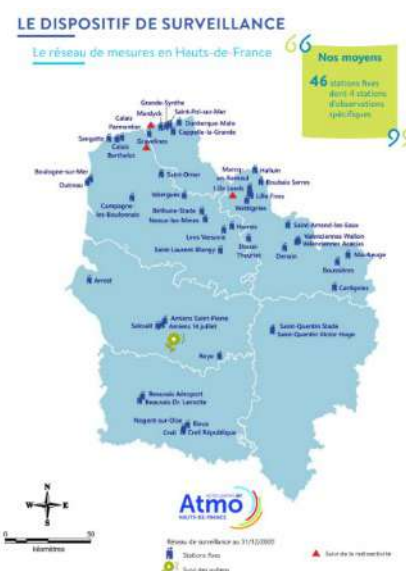 LE DISPOSITIF DE SURVEILLANCE
Le réseau de mesures en Hauts-de-France
Nos moyens
46 stations fixes
dont 4 stations
d'observations
spécifiques
Grande-Synthe
Mardyck
Saint-Pol-sur-Mer
Calais
Parmentier
Dunkerque-Malo
Cappelle-la-Grande
Sangatte
Gravelines
Calais
Berthelot
Marcq-
en-Baroeul
Halluin
Boulogne-sur-Mer
Saint-Omer
Roubaix Serres
Outreau
Lille Leeds
Lille Fives
Isbergues
Wattignies
Campagne
les Boulonnais
Béthune-Stade
Noeux-les-Mines
Harnes
Saint-Amand-les-Eaux
Lens
Valenciennes Wallon
Valenciennes Acacias
Saint Laurent Blangy
Douai
Theuriet
Denain
Maubeuge
Boussières
Cartignies
Arrest
Amiens Saint-Pierre
Salouël
Amiens 14 juillet
Saint-Quentin Stade
Saint-Quentin Victor Hugo
Roye
Beauvais Aéroport
Beauvais Dr. Lamotte
Nogent-sur-Oise
Rieux
Creil
Creil République
N
W
E
S
0
50
kilomètres
Atmo
HAUTS-DE-FRANCE
Réseau de surveillance au 31/12/2020
Stations fixes
Suivi de la radioactivité
Suivi des pollens